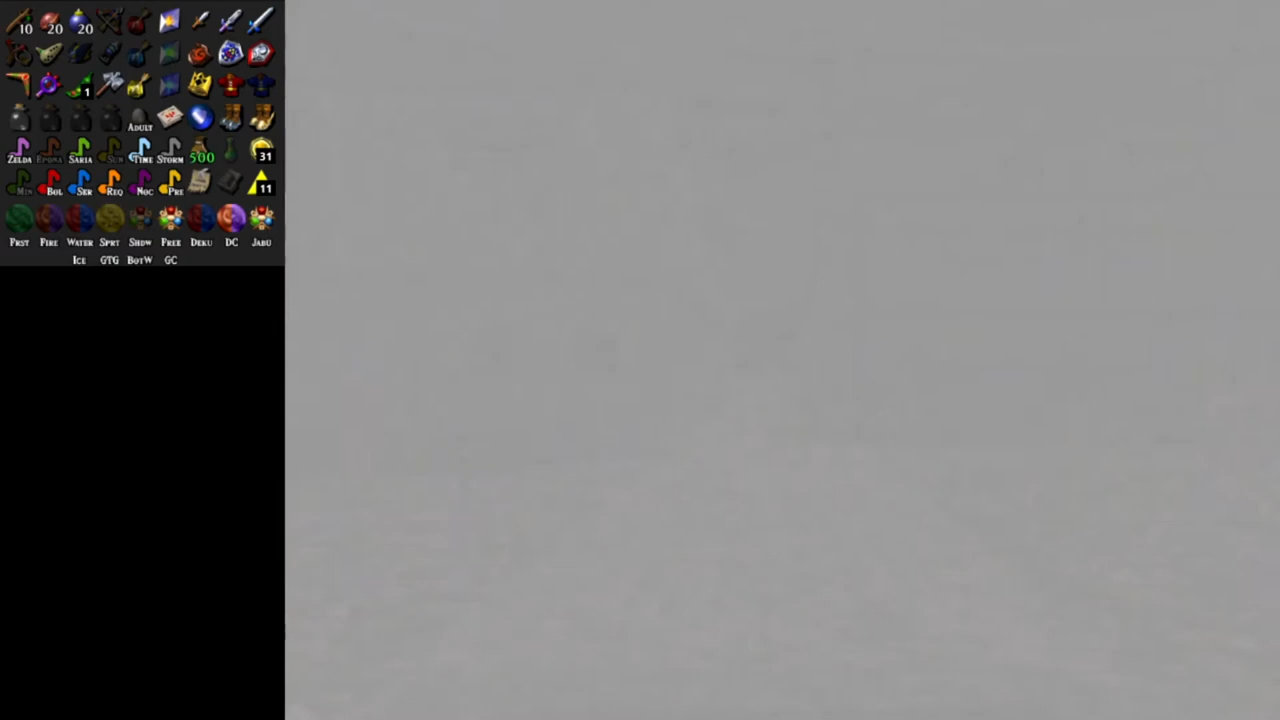 10 20 20
1
ADULT
ZELDA EPONA SARIA SUN TIME STORM 500 31
MIN BOL SER REQ NOC PRE 11
FRST FIRE WATER SPRT SHDW FREE DEKU DC JABU
ICE GTG BOTW GC